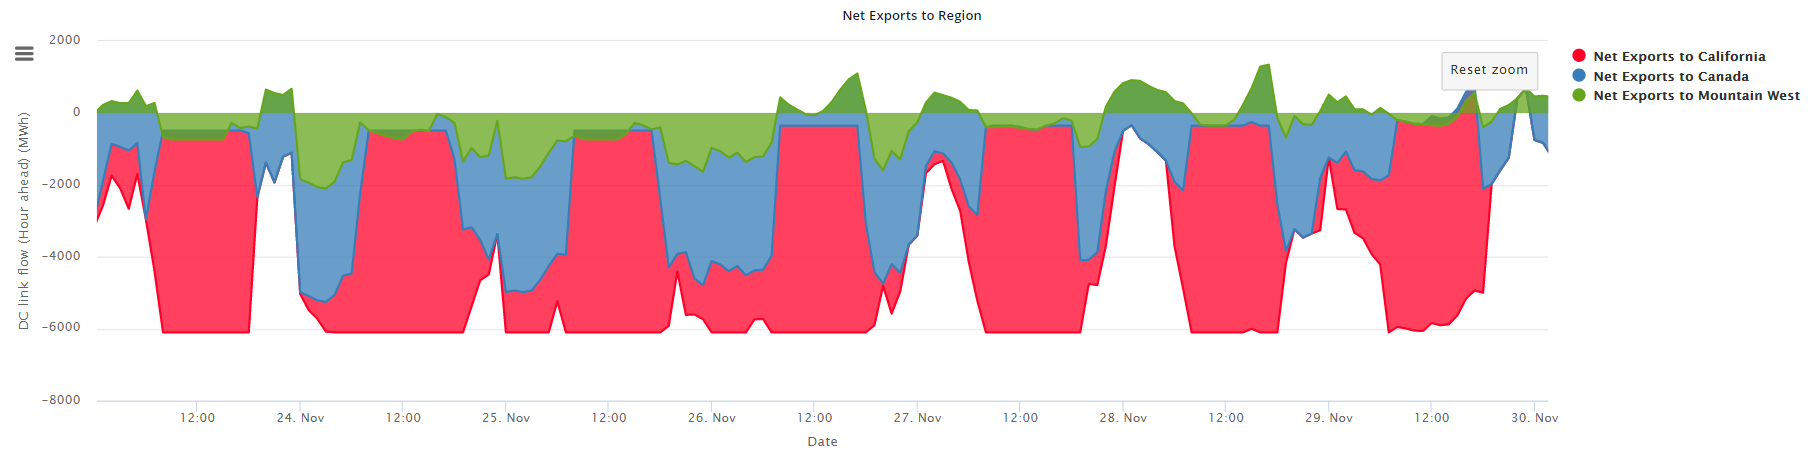 Net Exports to Region
2000
0
−2000
−4000
−6000
−8000
DC link flow (Hour ahead) (MWh)
Reset zoom
Net Exports to California
Net Exports to Canada
Net Exports to Mountain West
12:00
24. Nov
12:00
25. Nov
12:00
26. Nov
12:00
27. Nov
12:00
28. Nov
12:00
29. Nov
12:00
30. Nov
Date